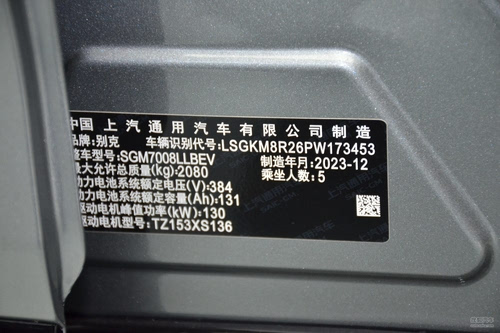 中国 上汽通用汽车有限公司制造
品牌:别克 车辆识别代号:LSGKM8R26PW173453
整车型号:SGM7008LLBEV 制造年月:2023-12
最大允许总质量(kg):2080 乘坐人数:5
动力电池系统额定电压(V):384
动力电池系统额定容量(Ah):131
驱动电机峰值功率(kW):130
驱动电机型号:TZ153XS136